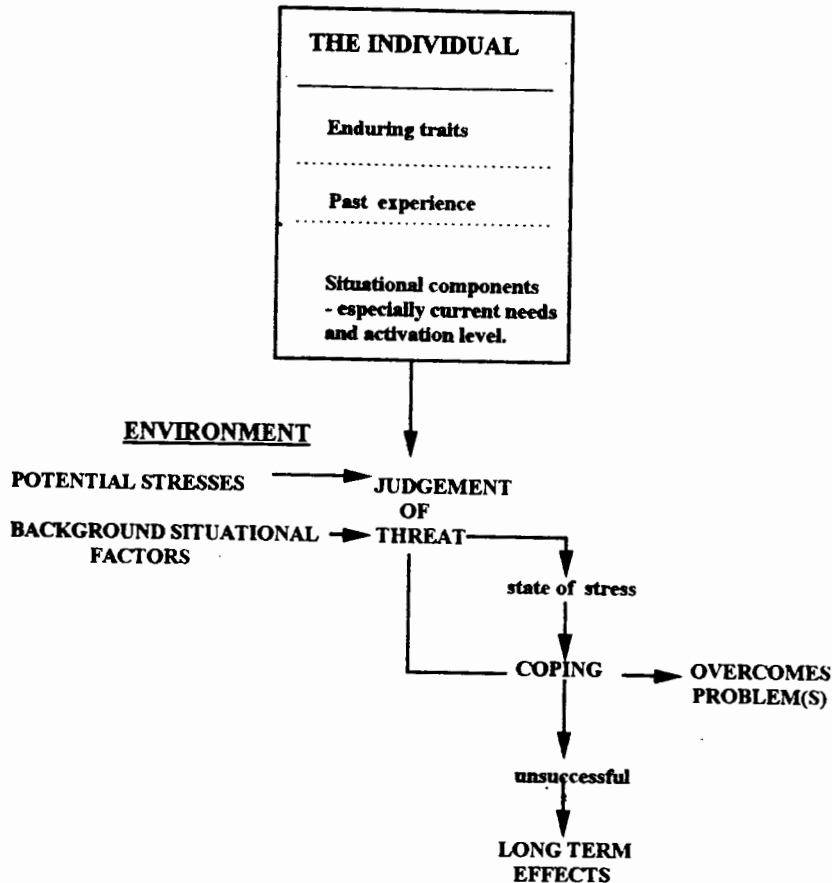 THE INDIVIDUAL
Enduring traits
Past experience
Situational components
- especially current needs
and activation level.
ENVIRONMENT
POTENTIAL STRESSES
JUDGEMENT
OF
THREAT
BACKGROUND SITUATIONAL
FACTORS
state of stress
COPING
OVERCOMES
PROBLEM(S)
unsuccessful
LONG TERM
EFFECTS